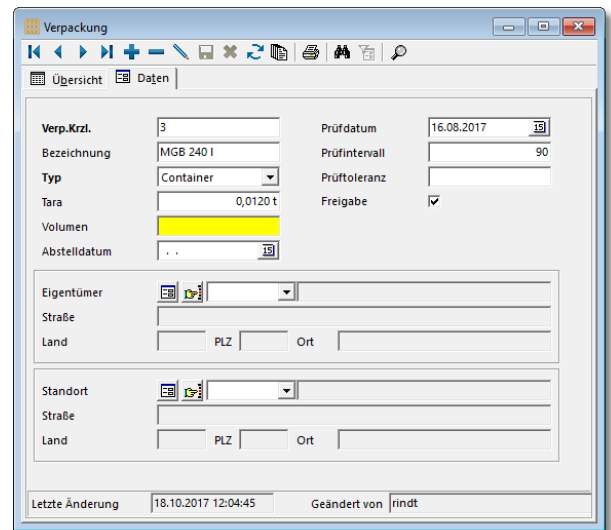 Verpackung
Übersicht Daten
Verp.Krzl. 3 Prüfdatum 16.08.2017 15
Bezeichnung MGB 240 l Prüfintervall 90
Typ Container Prüftoleranz
Tara 0,0120 t Freigabe
Volumen
Abstelldatum . . 15
Eigentümer
Straße
Land PLZ Ort
Standort
Straße
Land PLZ Ort
Letzte Änderung 18.10.2017 12:04:45 Geändert von rindt